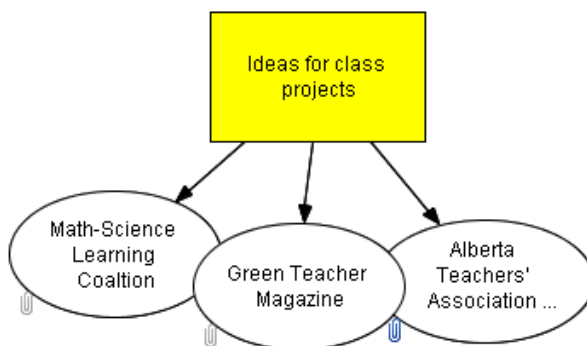 Ideas for class
projects
Math-Science
Learning
Coaltion
Green Teacher
Magazine
Alberta
Teachers'
Association ...